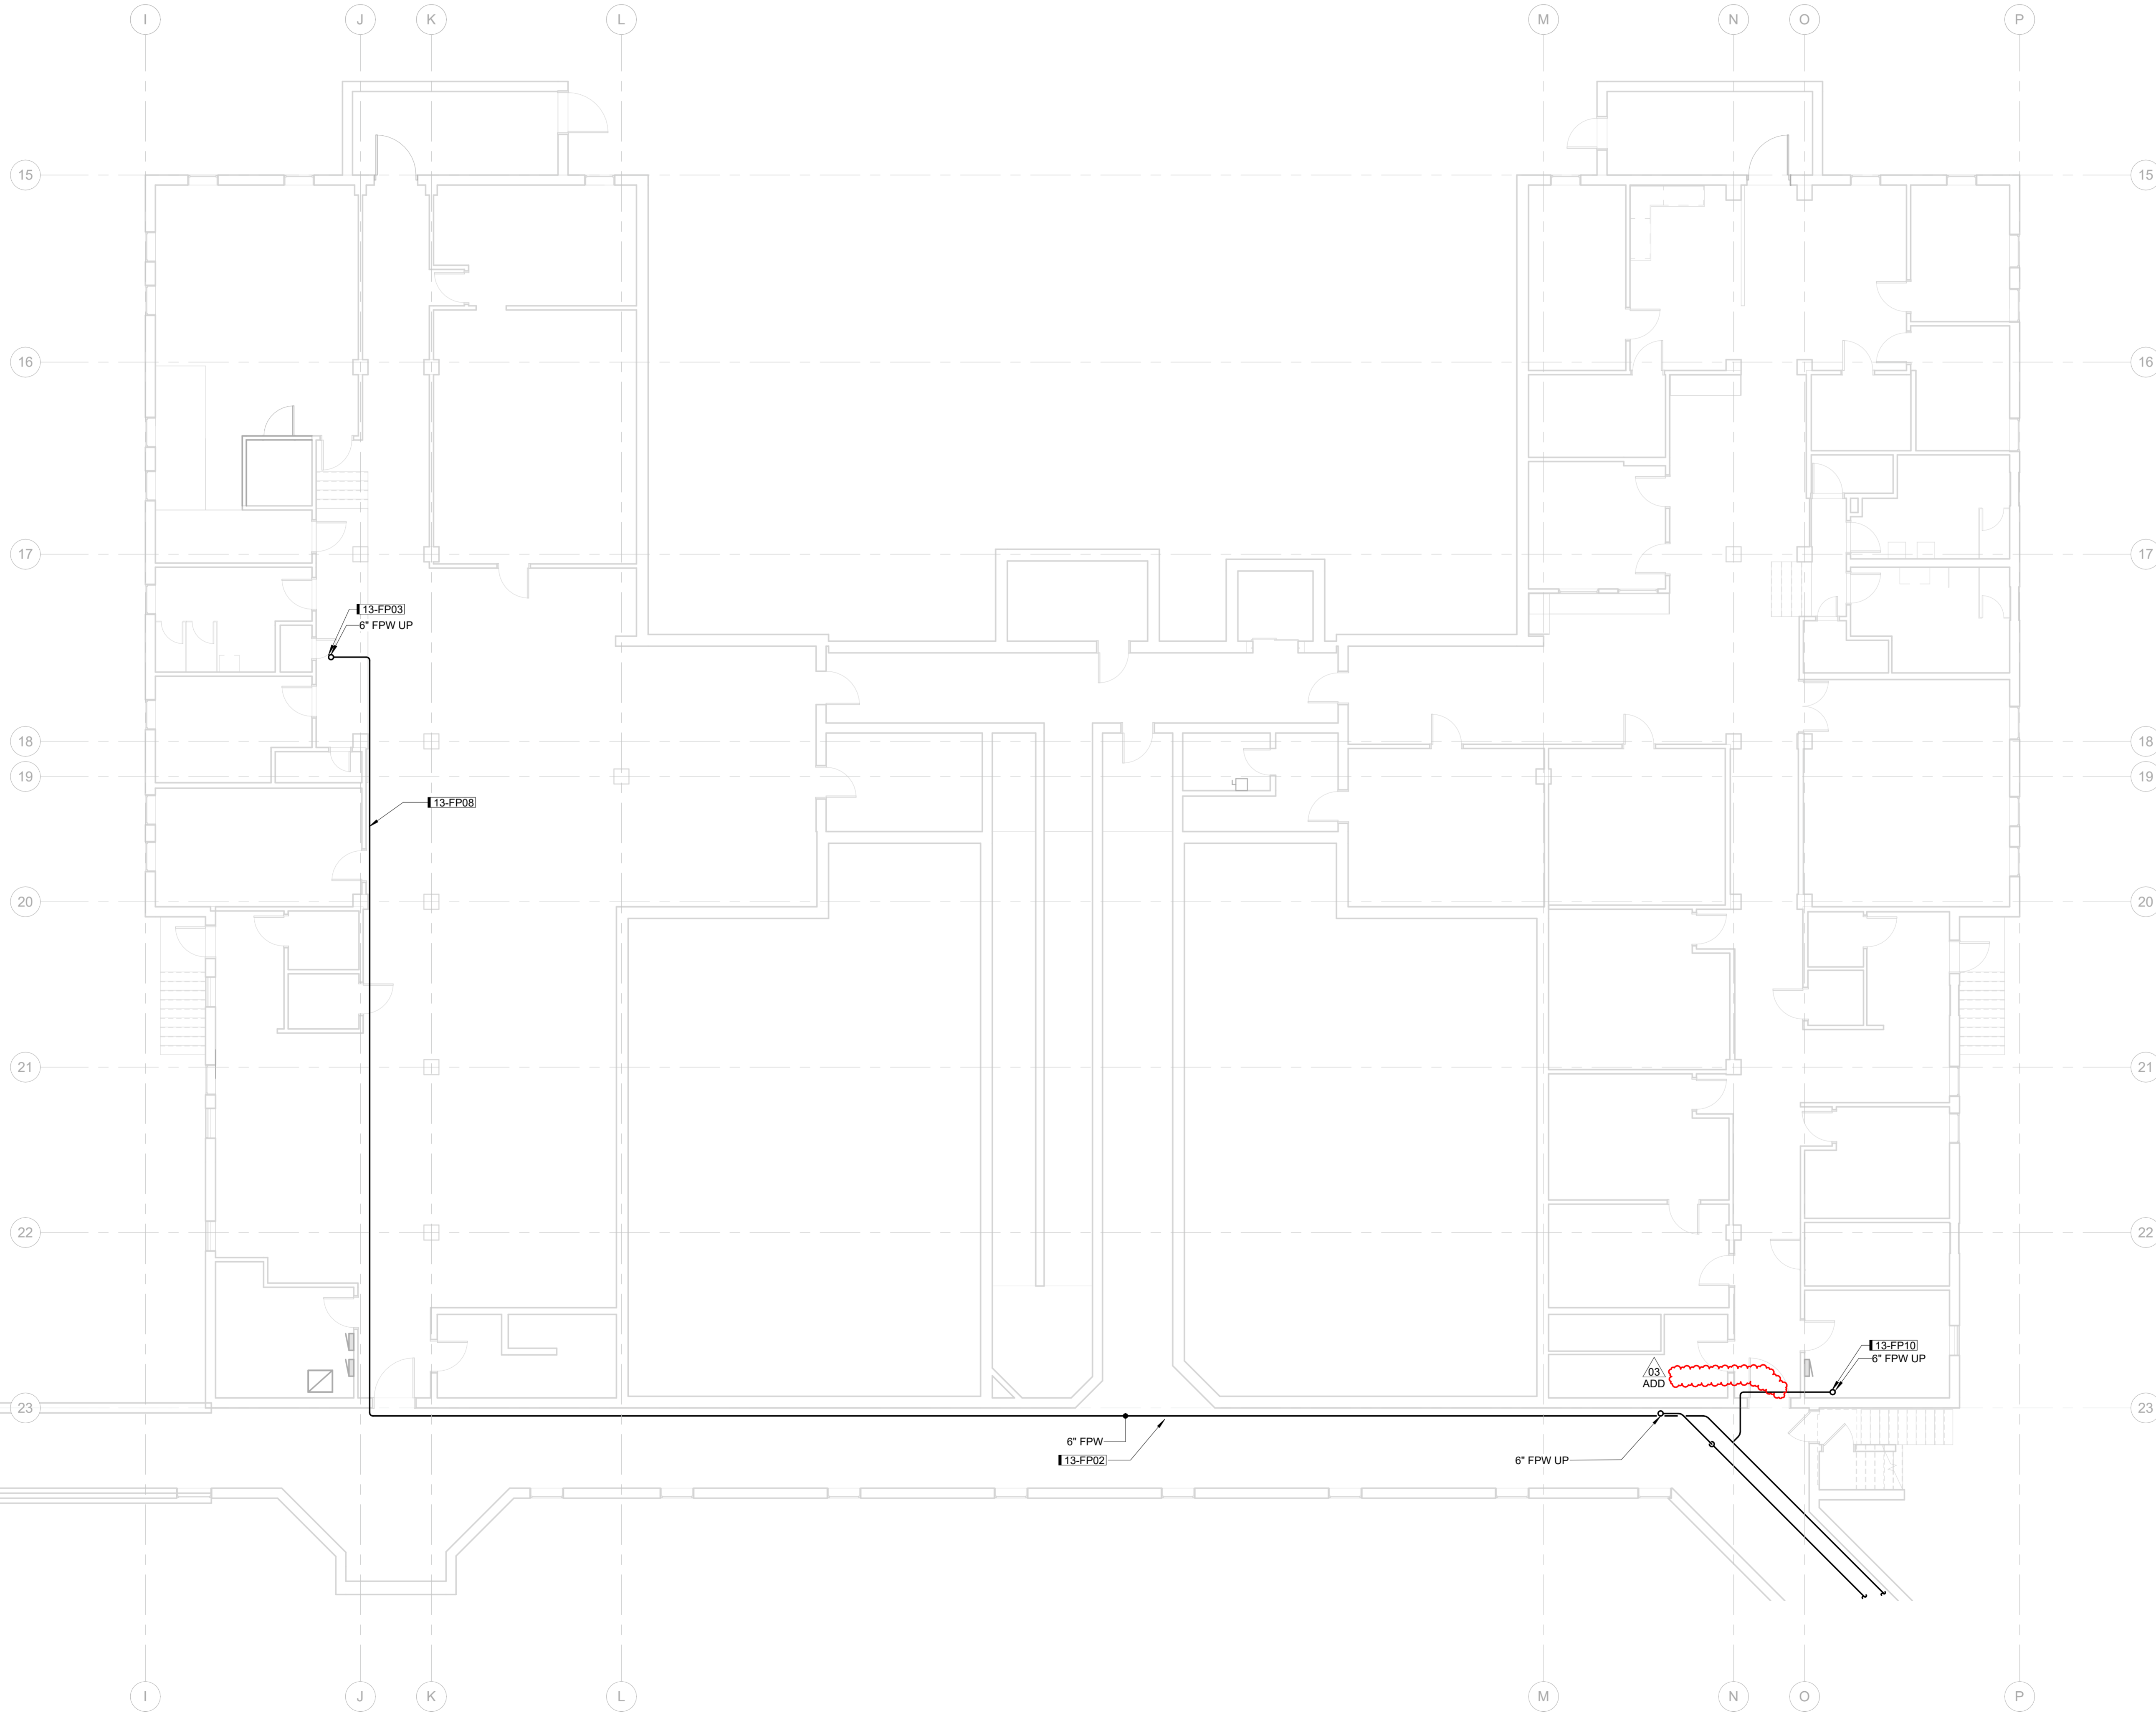 I J K L M N O P
15 15
16 16
17 17
13-FP03
6" FPW UP
18 18
19 19
13-FP08
20 20
21 21
22 22
13-FP10
6" FPW UP
03
ADD
23 23
6" FPW
13-FP02
6" FPW UP
I J K L M N O P